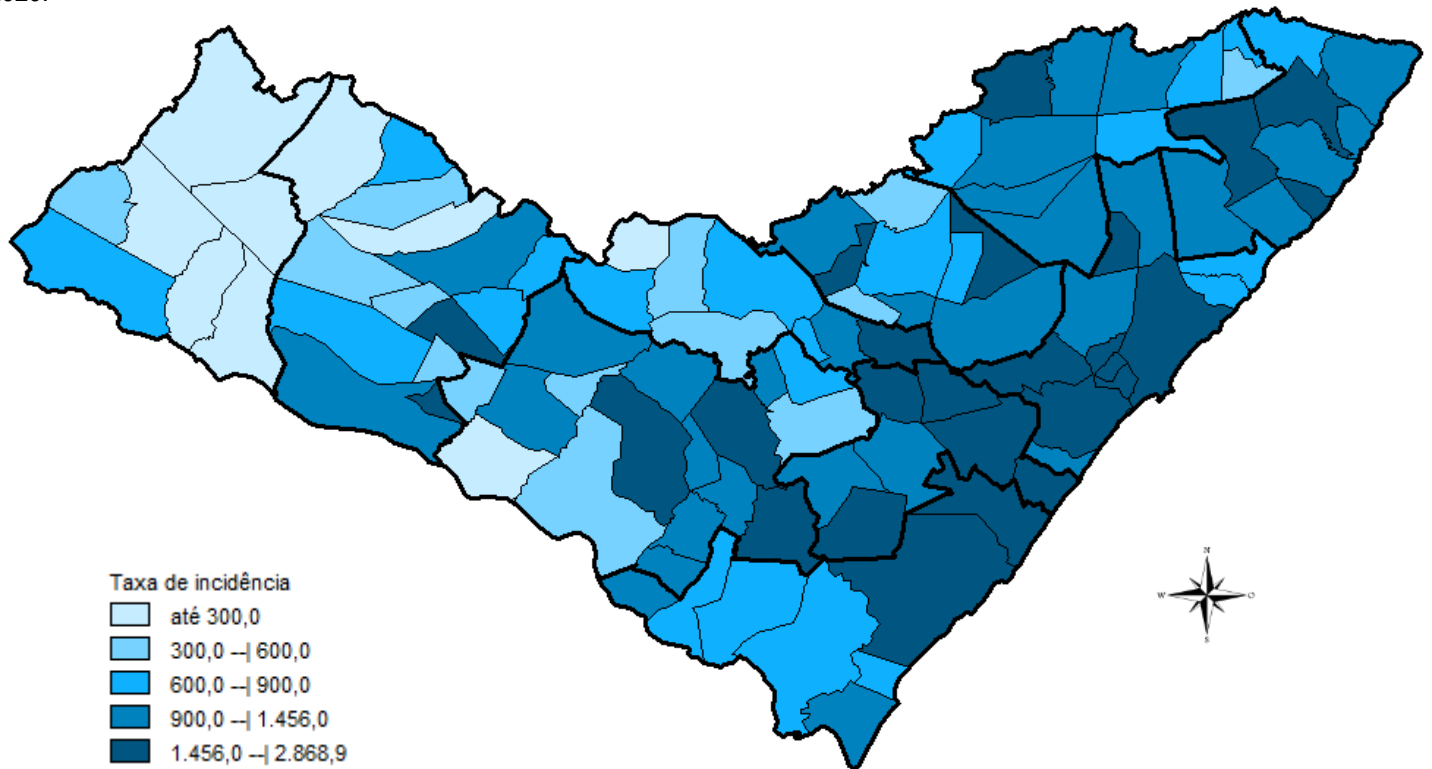 Taxa de incidência
até 300,0
300,0 --| 600,0
600,0 --| 900,0
900,0 --| 1.456,0
1.456,0 --| 2.868,9
N
W O
S